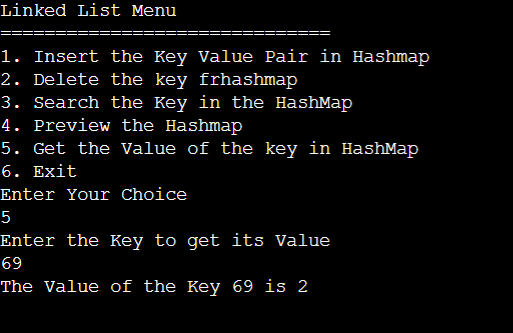 Linked List Menu
==============================
1. Insert the Key Value Pair in Hashmap
2. Delete the key frhashmap
3. Search the Key in the HashMap
4. Preview the Hashmap
5. Get the Value of the key in HashMap
6. Exit
Enter Your Choice
5
Enter the Key to get its Value
69
The Value of the Key 69 is 2